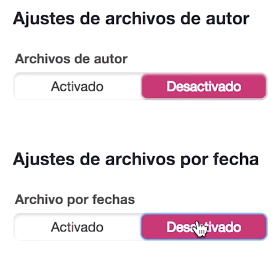 Ajustes de archivos de autor
Archivos de autor
Activado Desactivado
Ajustes de archivos por fecha
Archivo por fechas
Activado Desactivado